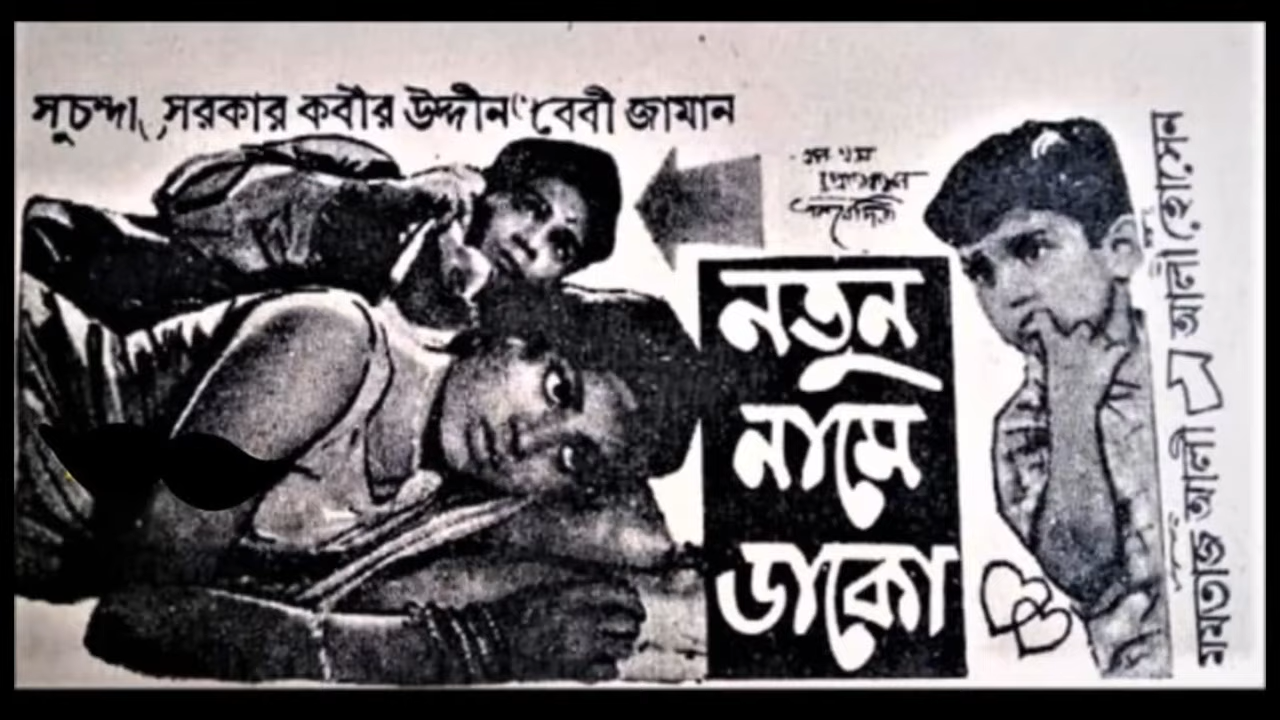 সুচন্দা, সরকার কবীর উদ্দীন বেবী জামান
নতুন
নামে
ডাকো
মমতাজ আলী
আলী হোসেন